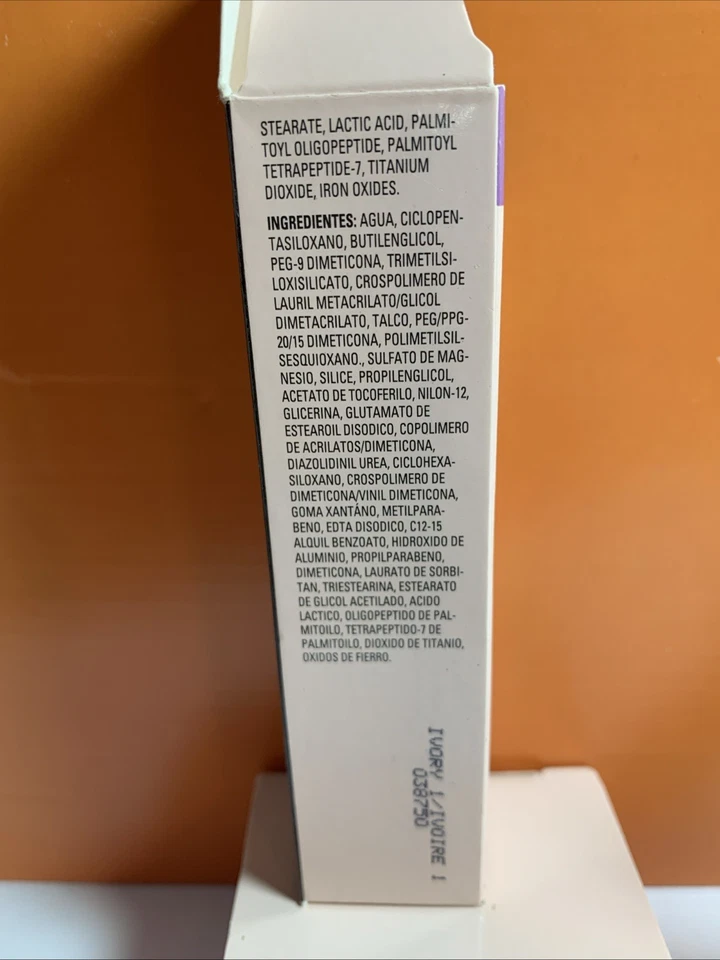 STEARATE, LACTIC ACID, PALMI-
TOYL OLIGOPEPTIDE, PALMITOYL
TETRAPEPTIDE-7, TITANIUM
DIOXIDE, IRON OXIDES.
INGREDIENTES: AGUA, CICLOPEN-
TASILOXANO, BUTILENGLICOL,
PEG-9 DIMETICONA, TRIMETILSI-
LOXISILICATO, CROSPOLIMERO DE
LAURIL METACRILATO/GLICOL
DIMETACRILATO, TALCO, PEG/PPG-
20/15 DIMETICONA, POLIMETILSIL-
SESQUIOXANO., SULFATO DE MAG-
NESIO, SILICE, PROPILENGLICOL,
ACETATO DE TOCOFERILO, NILON-12,
GLICERINA, GLUTAMATO DE
ESTEAROIL DISODICO, COPOLIMERO
DE ACRILATOS/DIMETICONA,
DIAZOLIDINIL UREA, CICLOHEXA-
SILOXANO, CROSPOLIMERO DE
DIMETICONA/VINIL DIMETICONA,
GOMA XANTÁNO, METILPARA-
BENO, EDTA DISODICO, C12-15
ALQUIL BENZOATO, HIDROXIDO DE
ALUMINIO, PROPILPARABENO,
DIMETICONA, LAURATO DE SORBI-
TAN, TRIESTEARINA, ESTEARATO
DE GLICOL ACETILADO, ACIDO
LACTICO, OLIGOPEPTIDO DE PAL-
MITOILO, TETRAPEPTIDO-7 DE
PALMITOILO, DIOXIDO DE TITANIO,
OXIDOS DE FIERRO.
IVORY 1/IVOIRE 1
038750